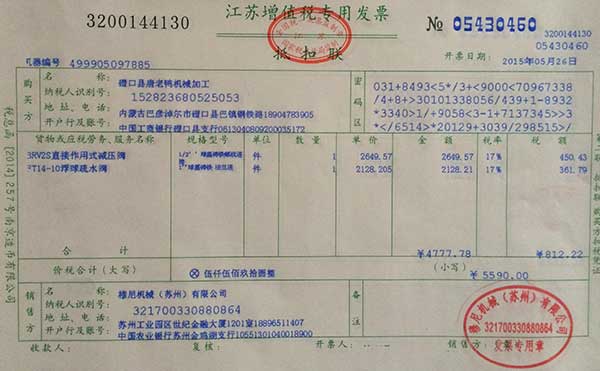 3200144130
江苏增值税专用发票
№ 05430460
3200144130
05430460
抵扣联
开票日期: 2015年05月26日
机器编号 499905097885
购买方
名 称: 磴口县唐老鸭机械加工
纳税人识别号: 152823680525053
地址、电话: 内蒙古巴彦淖尔市磴口县巴镇钢铁路18904783905
开户行及账号: 中国工商银行磴口县支行0613040809200035172
密码区
031+8493<5*/3+<9000<70967338
/4+8+>30101338056/439+1-8932
*3340>1/+9058<3-1+7137345>>3
*</6514>*20129+3039/298515>/
货物或应税劳务、服务名称 规格型号 单位 数量 单价 金额 税率 税额
3RV2S直接作用式减压阀 件 1 2649.57 2649.57 17% 450.43
FT14-10浮球疏水阀 件 1 2128.205 2128.21 17% 361.79
合 计 ¥4777.78 ¥812.22
价税合计(大写) ⊗ 伍仟伍佰玖拾圆整 (小写) ¥5590.00
销售方
名 称: 穆尼机械(苏州)有限公司
纳税人识别号: 321700330880864
地址、电话: 苏州工业园区世纪金融大厦1201室18896511407
开户行及账号: 中国农业银行苏州金鸡湖支行10551301040018900
备注
穆尼机械(苏州)有限公司
321700330880864
发票专用章
收款人: 复核: 开票人: 销售方:
税总函[2014]257号南京造币有限公司